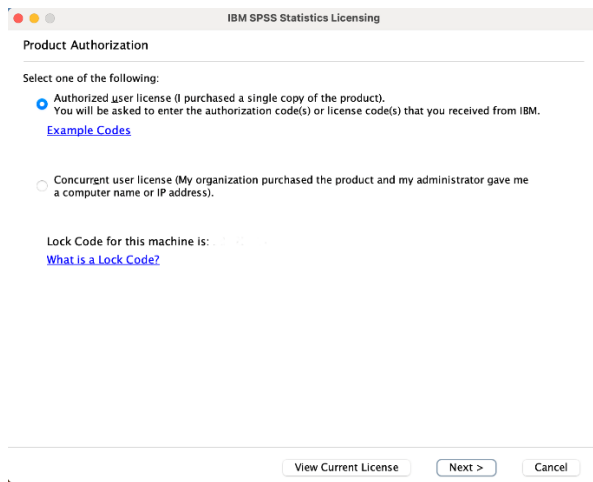 IBM SPSS Statistics Licensing
Product Authorization
Select one of the following:
Authorized user license (I purchased a single copy of the product).
You will be asked to enter the authorization code(s) or license code(s) that you received from IBM.
Example Codes
Concurrent user license (My organization purchased the product and my administrator gave me
a computer name or IP address).
Lock Code for this machine is:
What is a Lock Code?
View Current License Next > Cancel